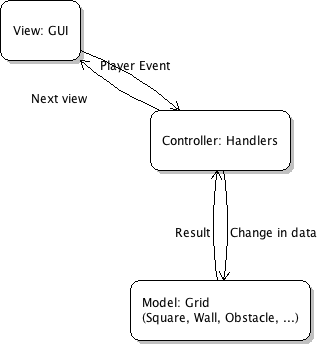 View: GUI
Player Event
Next view
Controller: Handlers
Result
Change in data
Model: Grid
(Square, Wall, Obstacle, ...)